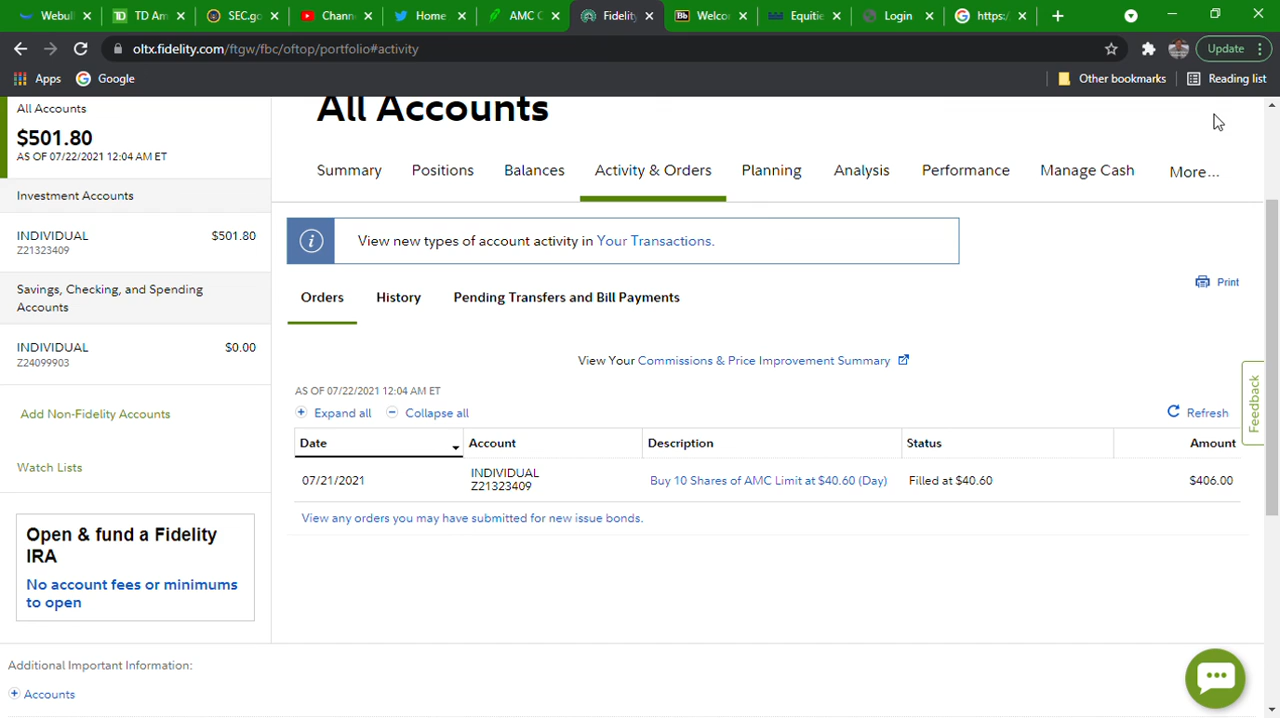 Webull
TD Am
SEC.go
Chann
Home
AMC
Fidelity
Welco
Equitie
Login
https:/
oltx.fidelity.com/ftgw/fbc/oftop/portfolio#activity
Update
Apps
Google
Other bookmarks
Reading list
All Accounts
$501.80
AS OF 07/22/2021 12:04 AM ET
Investment Accounts
INDIVIDUAL $501.80
Z21323409
Savings, Checking, and Spending
Accounts
INDIVIDUAL $0.00
Z24099903
Add Non-Fidelity Accounts
Watch Lists
Open & fund a Fidelity
IRA
No account fees or minimums
to open
All Accounts
Summary Positions Balances Activity & Orders Planning Analysis Performance Manage Cash More...
View new types of account activity in Your Transactions.
Print
Orders History Pending Transfers and Bill Payments
View Your Commissions & Price Improvement Summary
AS OF 07/22/2021 12:04 AM ET
Expand all Collapse all Refresh
Date Account Description Status Amount
07/21/2021 INDIVIDUAL Z21323409 Buy 10 Shares of AMC Limit at $40.60 (Day) Filled at $40.60 $406.00
View any orders you may have submitted for new issue bonds.
Feedback
Additional Important Information:
Accounts